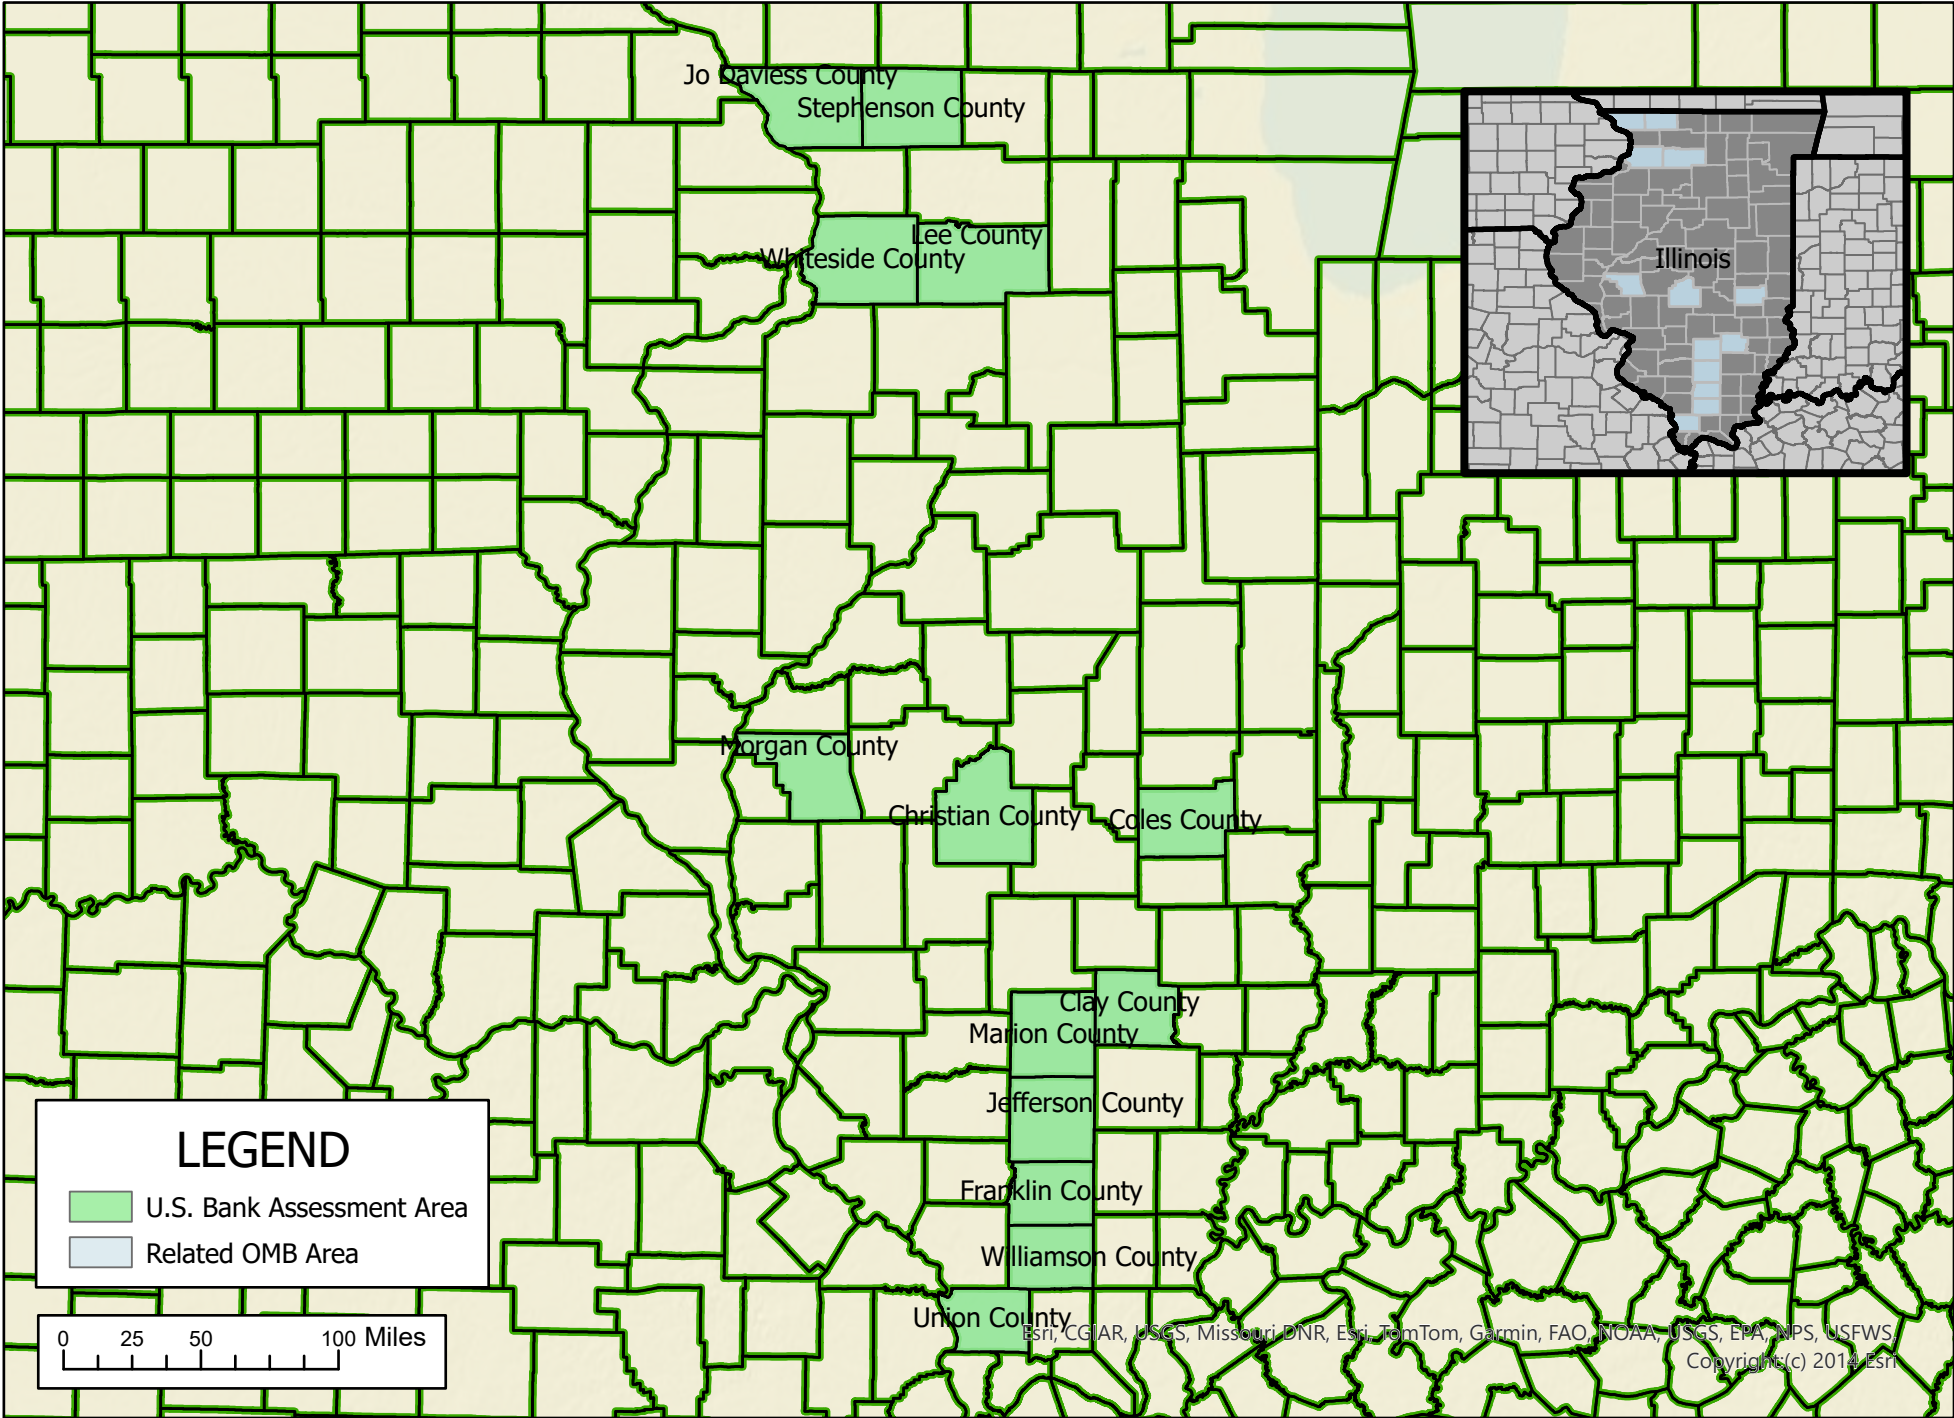 Jo Daviess County
Stephenson County
Lee County
Whiteside County
Illinois
Morgan County
Christian County
Coles County
Clay County
Marion County
Jefferson County
Franklin County
Williamson County
Union County
LEGEND
U.S. Bank Assessment Area
Related OMB Area
0 25 50 100 Miles
Esri, CGIAR, USGS, Missouri DNR, Esri, TomTom, Garmin, FAO, NOAA, USGS, EPA, NPS, USFWS,
Copyright:(c) 2014 Esri